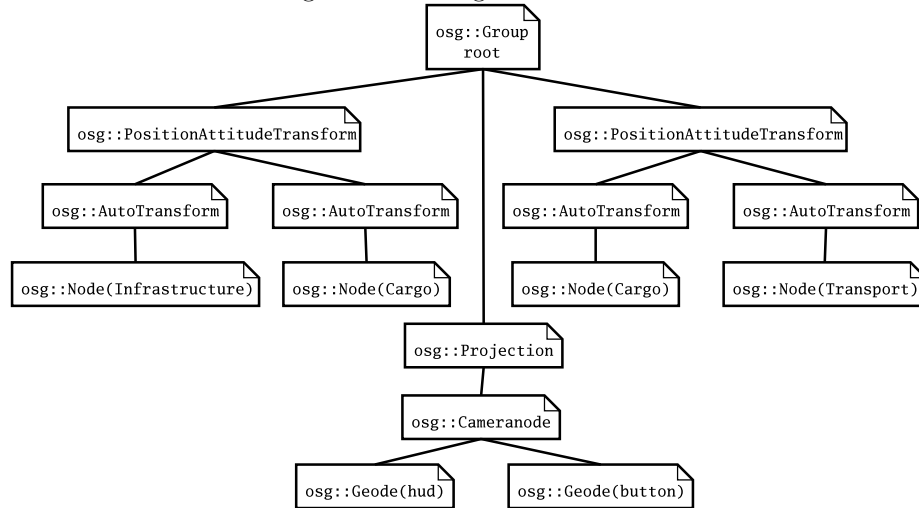 osg::Group
root
osg::PositionAttitudeTransform
osg::PositionAttitudeTransform
osg::AutoTransform
osg::AutoTransform
osg::AutoTransform
osg::AutoTransform
osg::Node(Infrastructure)
osg::Node(Cargo)
osg::Node(Cargo)
osg::Node(Transport)
osg::Projection
osg::Cameranode
osg::Geode(hud)
osg::Geode(button)